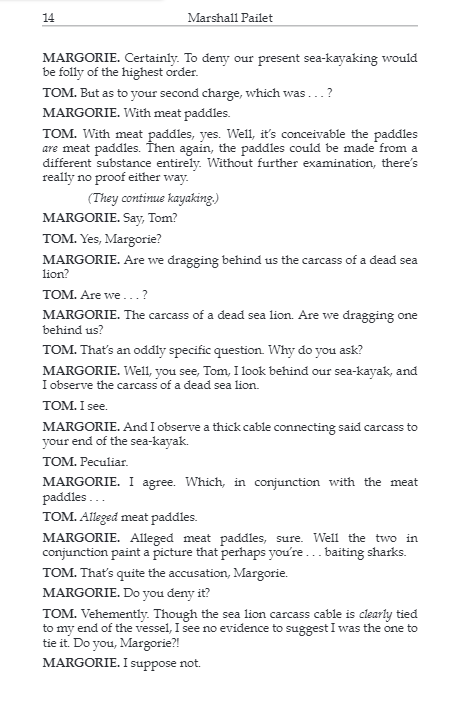 14 Marshall Pailet
MARGORIE. Certainly. To deny our present sea-kayaking would
be folly of the highest order.
TOM. But as to your second charge, which was . . . ?
MARGORIE. With meat paddles.
TOM. With meat paddles, yes. Well, it's conceivable the paddles
are meat paddles. Then again, the paddles could be made from a
different substance entirely. Without further examination, there's
really no proof either way.
(They continue kayaking.)
MARGORIE. Say, Tom?
TOM. Yes, Margorie?
MARGORIE. Are we dragging behind us the carcass of a dead sea
lion?
TOM. Are we . . . ?
MARGORIE. The carcass of a dead sea lion. Are we dragging one
behind us?
TOM. That's an oddly specific question. Why do you ask?
MARGORIE. Well, you see, Tom, I look behind our sea-kayak, and
I observe the carcass of a dead sea lion.
TOM. I see.
MARGORIE. And I observe a thick cable connecting said carcass to
your end of the sea-kayak.
TOM. Peculiar.
MARGORIE. I agree. Which, in conjunction with the meat
paddles . . .
TOM. Alleged meat paddles.
MARGORIE. Alleged meat paddles, sure. Well the two in
conjunction paint a picture that perhaps you're . . . baiting sharks.
TOM. That's quite the accusation, Margorie.
MARGORIE. Do you deny it?
TOM. Vehemently. Though the sea lion carcass cable is clearly tied
to my end of the vessel, I see no evidence to suggest I was the one to
tie it. Do you, Margorie?!
MARGORIE. I suppose not.